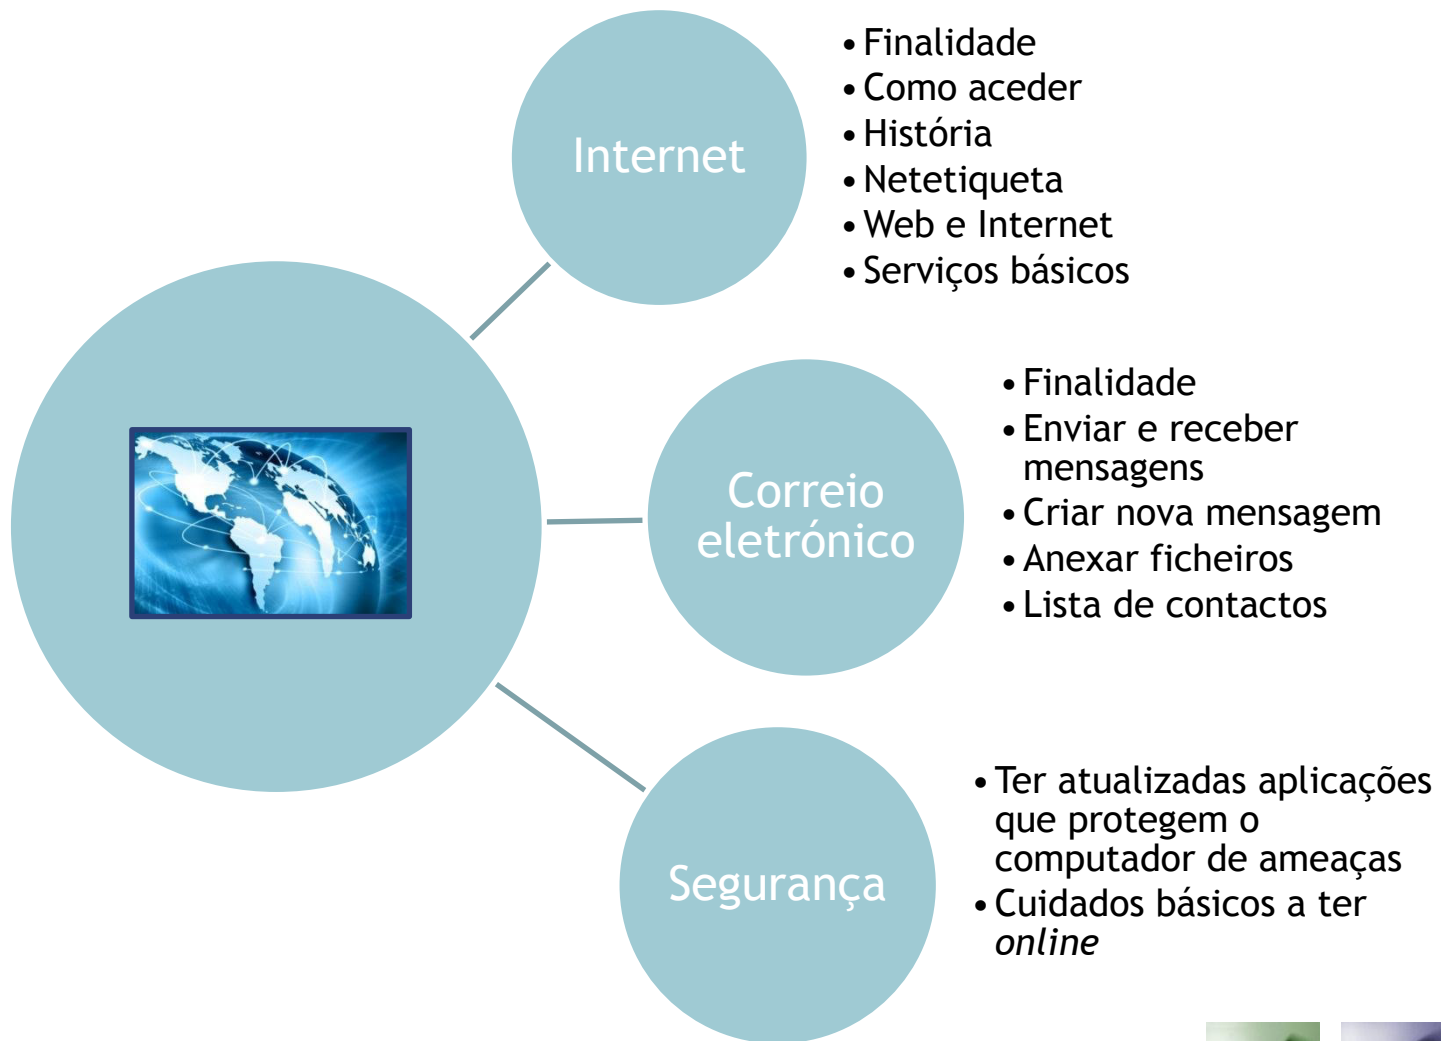 Internet
• Finalidade
• Como aceder
• História
• Netetiqueta
• Web e Internet
• Serviços básicos
Correio
eletrónico
• Finalidade
• Enviar e receber
mensagens
• Criar nova mensagem
• Anexar ficheiros
• Lista de contactos
Segurança
• Ter atualizadas aplicações
que protegem o
computador de ameaças
• Cuidados básicos a ter
online